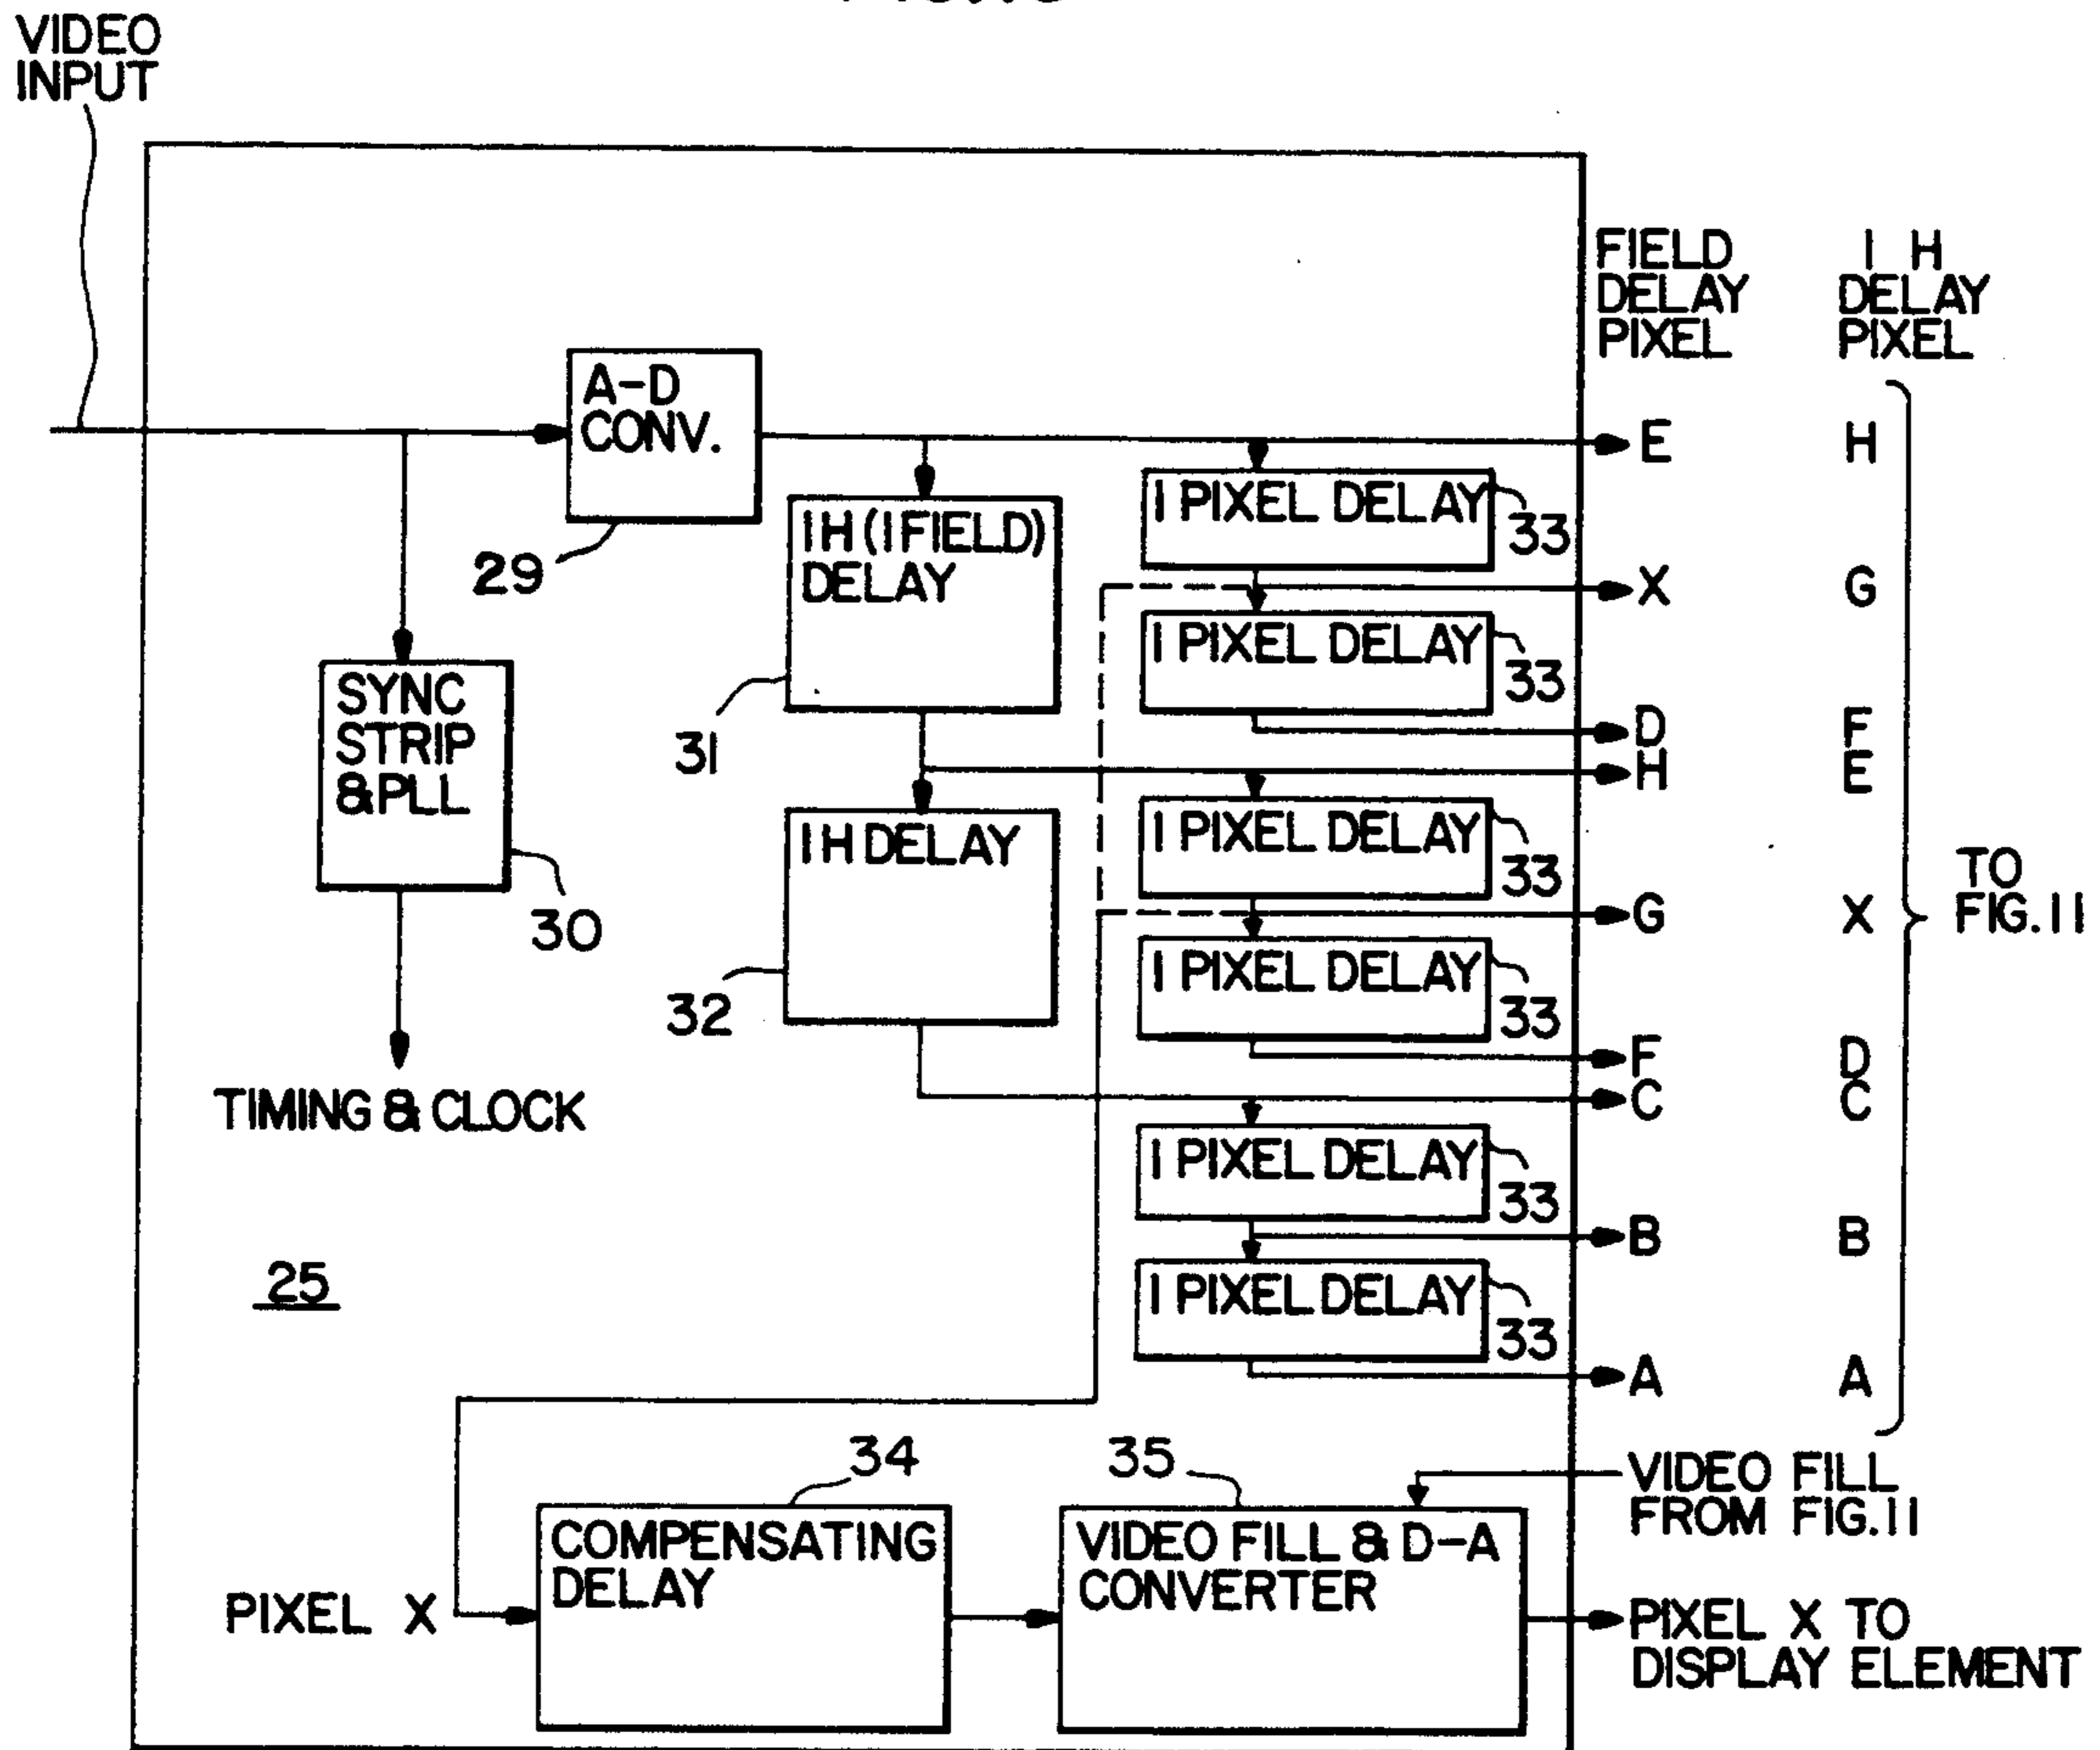 VIDEO
INPUT
FIELD
DELAY
PIXEL
1 H
DELAY
PIXEL
A-D
CONV.
29
E
H
1 PIXEL DELAY
33
1H (1 FIELD)
DELAY
31
X
G
1 PIXEL DELAY
33
SYNC
STRIP
& PLL
30
D
F
H
E
1 PIXEL DELAY
33
1H DELAY
32
G
X
TO
FIG. 11
1 PIXEL DELAY
33
F
D
C
C
TIMING & CLOCK
1 PIXEL DELAY
33
B
B
25
1 PIXEL DELAY
33
A
A
34
35
VIDEO FILL
FROM FIG. 11
COMPENSATING
DELAY
VIDEO FILL & D-A
CONVERTER
PIXEL X
PIXEL X TO
DISPLAY ELEMENT